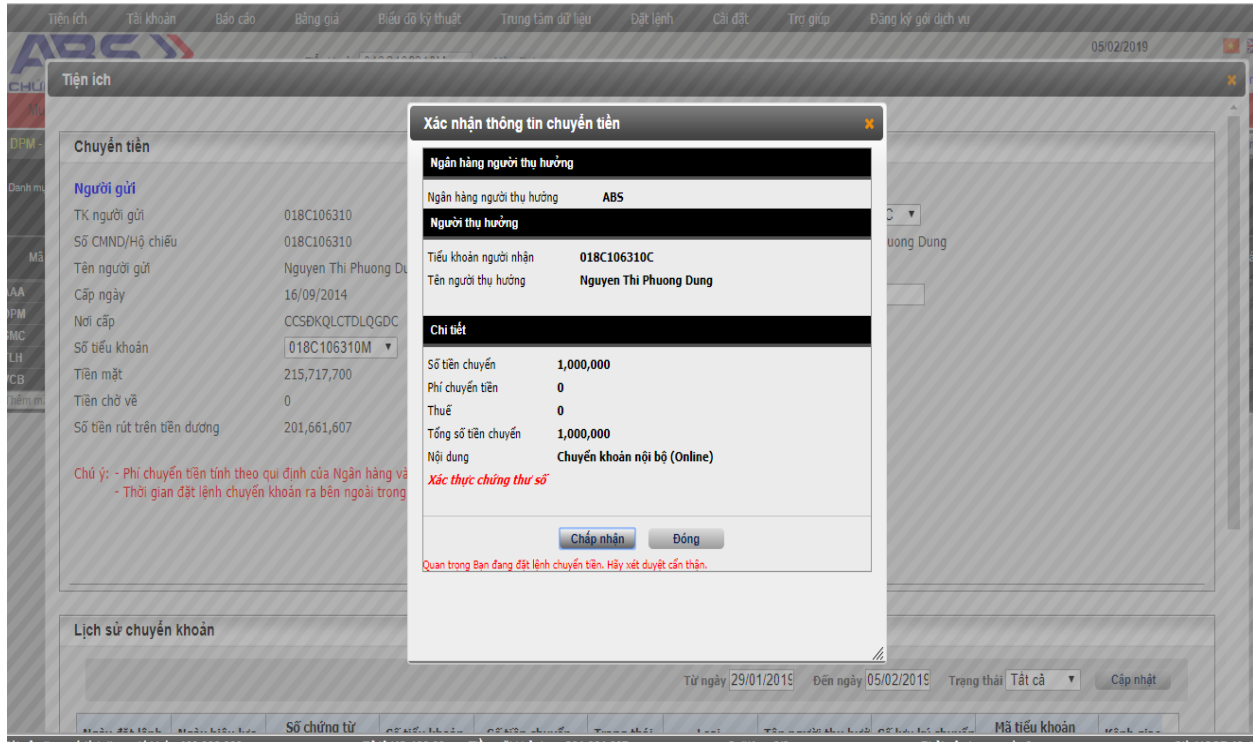 Tiện ích Tài khoản Báo cáo Bảng giá Biểu đồ kỹ thuật Trung tâm dữ liệu Đặt lệnh Cài đặt Trợ giúp Đăng ký gói dịch vụ
05/02/2019
ABS
Tiện ích
Chuyển tiền
Người gửi
TK người gửi 018C106310
Số CMND/Hộ chiếu 018C106310
Tên người gửi Nguyen Thi Phuong Du
Cấp ngày 16/09/2014
Nơi cấp CCSĐKQLCTDLQGDC
Số tiểu khoản 018C106310M
Tiền mặt 215,717,700
Tiền chờ về 0
Số tiền rút trên tiền dương 201,661,607
Chú ý: - Phí chuyển tiền tính theo qui định của Ngân hàng và
- Thời gian đặt lệnh chuyển khoản ra bên ngoài trong
uong Dung
DPM -
Danh mụ
Mã
AAA
DPM
VCB
Xác nhận thông tin chuyển tiền
Ngân hàng người thụ hưởng
Ngân hàng người thụ hưởng ABS
Người thụ hưởng
Tiểu khoản người nhận 018C106310C
Tên người thụ hưởng Nguyen Thi Phuong Dung
Chi tiết
Số tiền chuyển 1,000,000
Phí chuyển tiền 0
Thuế 0
Tổng số tiền chuyển 1,000,000
Nội dung Chuyển khoản nội bộ (Online)
Xác thực chứng thư số
Chấp nhận Đóng
Quan trọng Bạn đang đặt lệnh chuyển tiền. Hãy xét duyệt cẩn thận.
Lịch sử chuyển khoản
Từ ngày 29/01/2019 Đến ngày 05/02/2019 Trạng thái Tất cả Cập nhật
Số chứng từ Mã tiểu khoản